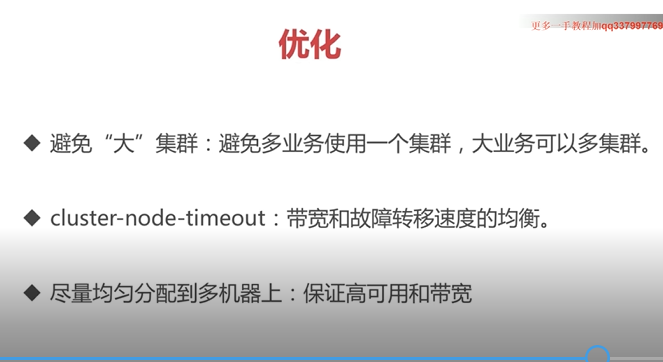 更多一手教程加qq337997769
优化
◆ 避免“大”集群：避免多业务使用一个集群，大业务可以多集群。
◆ cluster-node-timeout：带宽和故障转移速度的均衡。
◆ 尽量均匀分配到多机器上：保证高可用和带宽